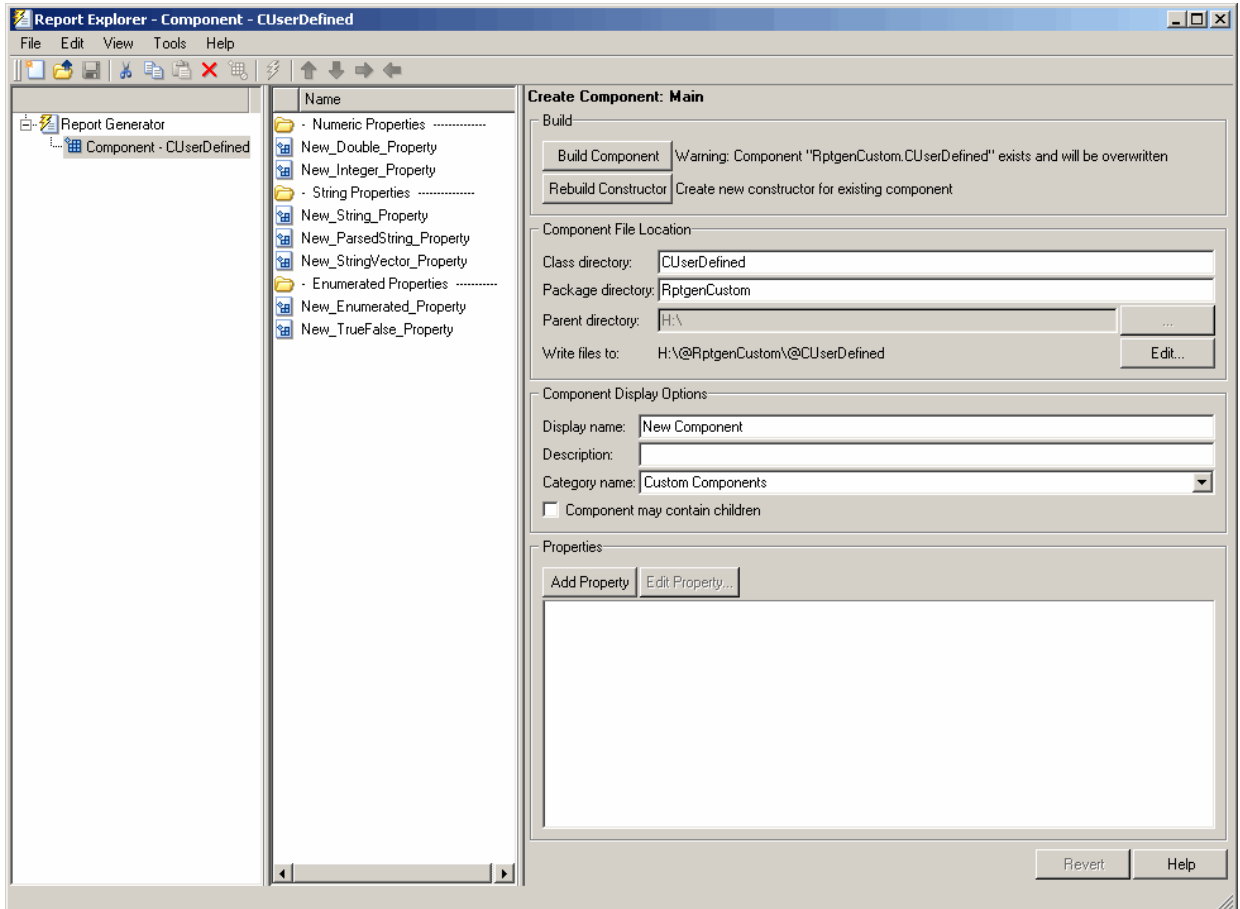 Report Explorer - Component - CUserDefined
File Edit View Tools Help
Report Generator
Component - CUserDefined
Name
- Numeric Properties --------------
New_Double_Property
New_Integer_Property
- String Properties ---------------
New_String_Property
New_ParsedString_Property
New_StringVector_Property
- Enumerated Properties ----------
New_Enumerated_Property
New_TrueFalse_Property
Create Component: Main
Build
Build Component Warning: Component "RptgenCustom.CUserDefined" exists and will be overwritten
Rebuild Constructor Create new constructor for existing component
Component File Location
Class directory: CUserDefined
Package directory: RptgenCustom
Parent directory: H:\ ...
Write files to: H:\@RptgenCustom\@CUserDefined Edit...
Component Display Options
Display name: New Component
Description:
Category name: Custom Components
Component may contain children
Properties
Add Property Edit Property...
Revert Help